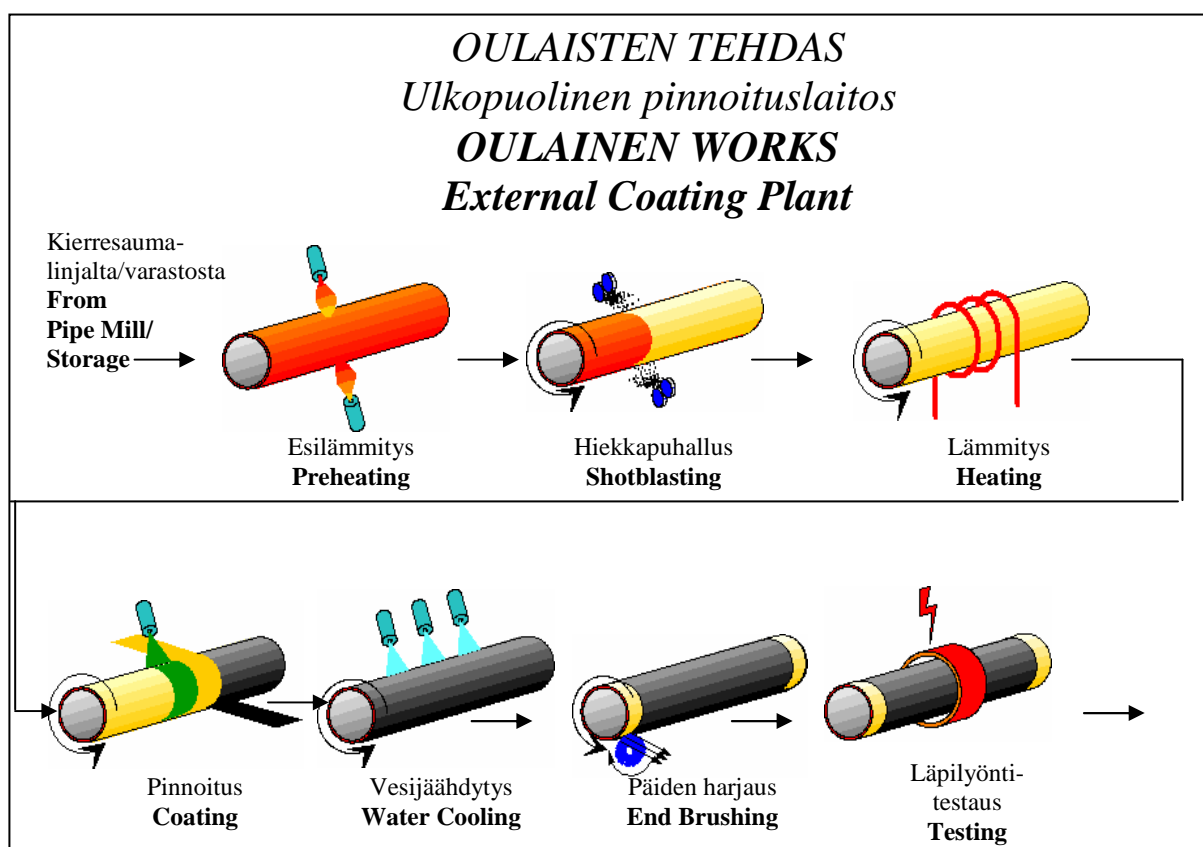 OULAISTEN TEHDAS
Ulkopuolinen pinnoituslaitos
OULAINEN WORKS
External Coating Plant
Kierresauma-
linjalta/varastosta
From
Pipe Mill/
Storage
Esilämmitys
Preheating
Hiekkapuhallus
Shotblasting
Lämmitys
Heating
Pinnoitus
Coating
Vesijäähdytys
Water Cooling
Päiden harjaus
End Brushing
Läpilyönti-
testaus
Testing